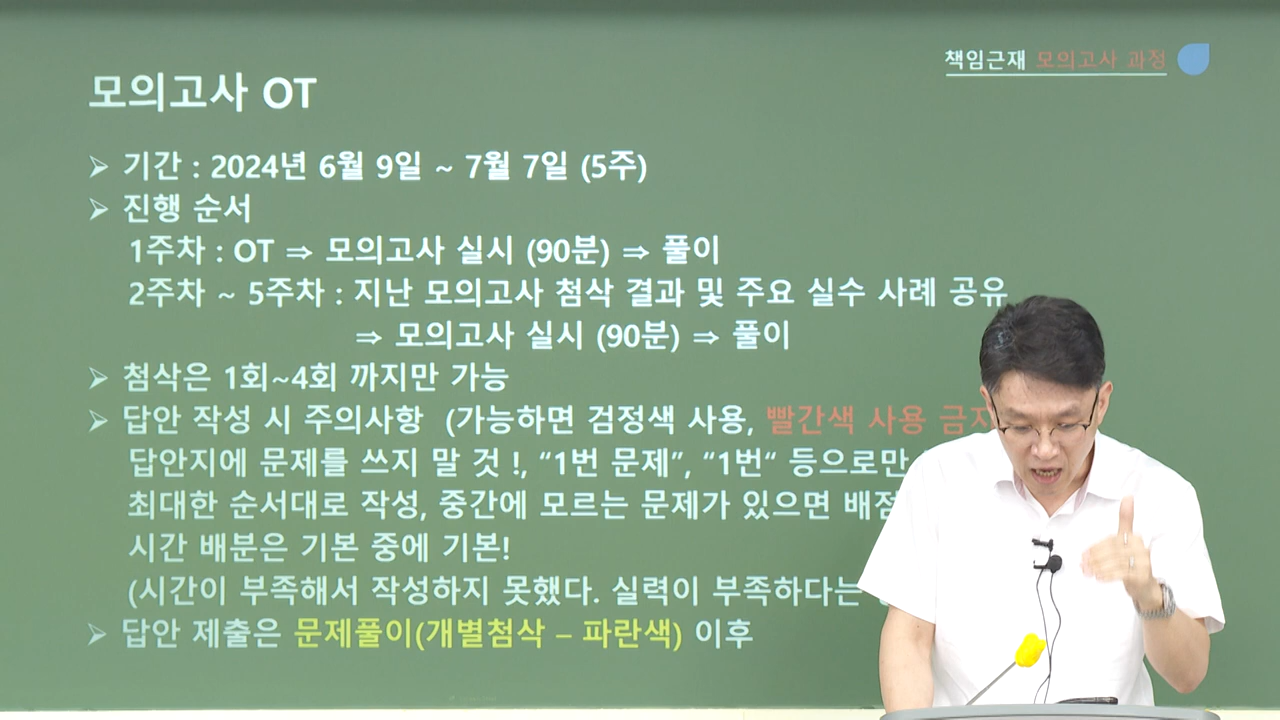 책임근재 모의고사 과정
모의고사 OT
➢ 기간 : 2024년 6월 9일 ~ 7월 7일 (5주)
➢ 진행 순서
1주차 : OT ⇒ 모의고사 실시 (90분) ⇒ 풀이
2주차 ~ 5주차 : 지난 모의고사 첨삭 결과 및 주요 실수 사례 공유
⇒ 모의고사 실시 (90분) ⇒ 풀이
➢ 첨삭은 1회~4회 까지만 가능
➢ 답안 작성 시 주의사항 (가능하면 검정색 사용, 빨간색 사용 금지
답안지에 문제를 쓰지 말 것 !, “1번 문제”, “1번“ 등으로만
최대한 순서대로 작성, 중간에 모르는 문제가 있으면 배점
시간 배분은 기본 중에 기본!
(시간이 부족해서 작성하지 못했다. 실력이 부족하다는
➢ 답안 제출은 문제풀이(개별첨삭 – 파란색) 이후